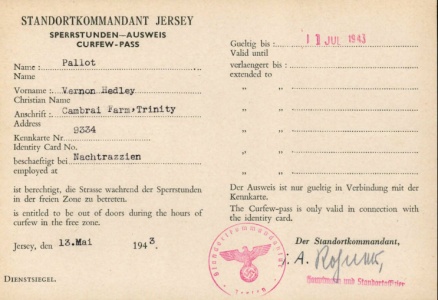 STANDORTKOMMANDANT JERSEY
SPERRSTUNDEN—AUSWEIS
CURFEW-PASS
Name : Pallot
Name
Vorname : Vernon Hedley
Christian Name
Anschrift : Cambrai Farm,Trinity
Address
Kennkarte Nr. 9334
Identity Card No.
beschaeftigt bei Nachtrazzien
employed at
ist berechtigt, die Strasse wachrend der Sperrstunden
in der freien Zone zu betreten.
is entitled to be out of doors during the hours of
curfew in the free zone.
Jersey, den 13.Mai 1943.
DIENSTSIEGEL.
Gueltig bis : 11 JUL 1943
Valid until
verlaengert bis :
extended to
" "
" "
" "
" "
" "
Der Ausweis ist nur gueltig in Verbindung mit der
Kennkarte.
The Curfew-pass is only valid in connection with
the identity card.
Der Standortkommandant,
A.